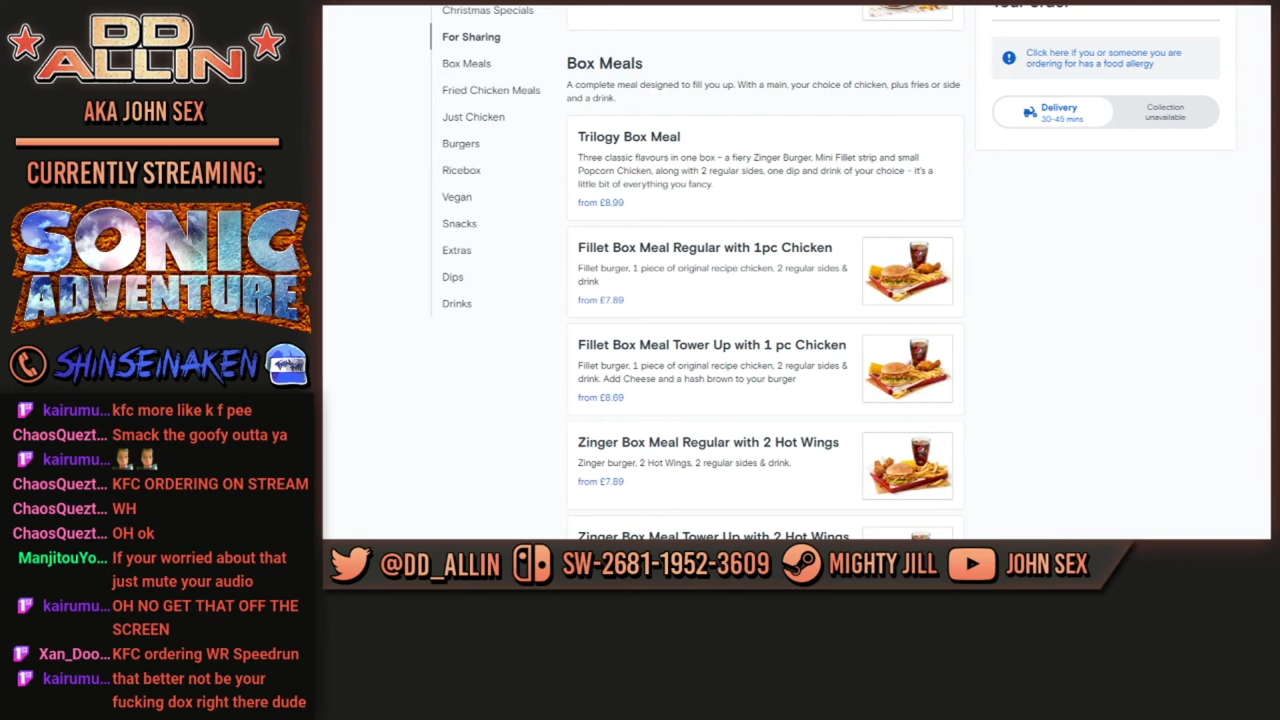 DD
ALLIN
AKA JOHN SEX
CURRENTLY STREAMING:
SONIC
ADVENTURE
SHINSEINAKEN
kairumu... kfc more like k f pee
ChaosQuezt... Smack the goofy outta ya
kairumu...
ChaosQuezt... KFC ORDERING ON STREAM
ChaosQuezt... WH
ChaosQuezt... OH ok
ManjitouYo... If your worried about that
just mute your audio
kairumu... OH NO GET THAT OFF THE
SCREEN
Xan_Doo... KFC ordering WR Speedrun
kairumu... that better not be your
fucking dox right there dude
Christmas Specials
For Sharing
Box Meals
Fried Chicken Meals
Just Chicken
Burgers
Ricebox
Vegan
Snacks
Extras
Dips
Drinks
Box Meals
A complete meal designed to fill you up. With a main, your choice of chicken, plus fries or side
and a drink.
Trilogy Box Meal
Three classic flavours in one box – a fiery Zinger Burger, Mini Fillet strip and small
Popcorn Chicken, along with 2 regular sides, one dip and drink of your choice - it's a
little bit of everything you fancy.
from £8.99
Fillet Box Meal Regular with 1pc Chicken
Fillet burger, 1 piece of original recipe chicken, 2 regular sides &
drink
from £7.89
Fillet Box Meal Tower Up with 1 pc Chicken
Fillet burger, 1 piece of original recipe chicken, 2 regular sides &
drink. Add Cheese and a hash brown to your burger
from £8.69
Zinger Box Meal Regular with 2 Hot Wings
Zinger burger, 2 Hot Wings, 2 regular sides & drink.
from £7.89
Zinger Box Meal Tower Up with 2 Hot Wings
Your Order
Click here if you or someone you are
ordering for has a food allergy
Delivery
30-45 mins
Collection
unavailable
@DD_ALLIN SW-2681-1952-3609 MIGHTY JILL JOHN SEX